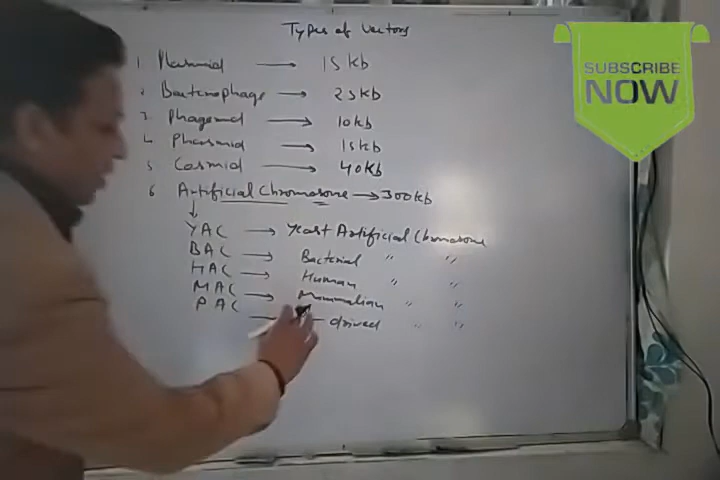 Types of Vectors
1 Plasmid → 15 kb
2 Bacteriophage → 23 kb
3 Phagemid → 10 kb
4 Phasmid → 15 kb
5 Cosmid → 40 kb
6 Artificial Chromosome → 300 kb
↓
YAC → Yeast Artificial Chromosome
BAC → Bacterial " "
HAC → Human " "
MAC → Mammalian " "
PAC → drived " "
SUBSCRIBE
NOW